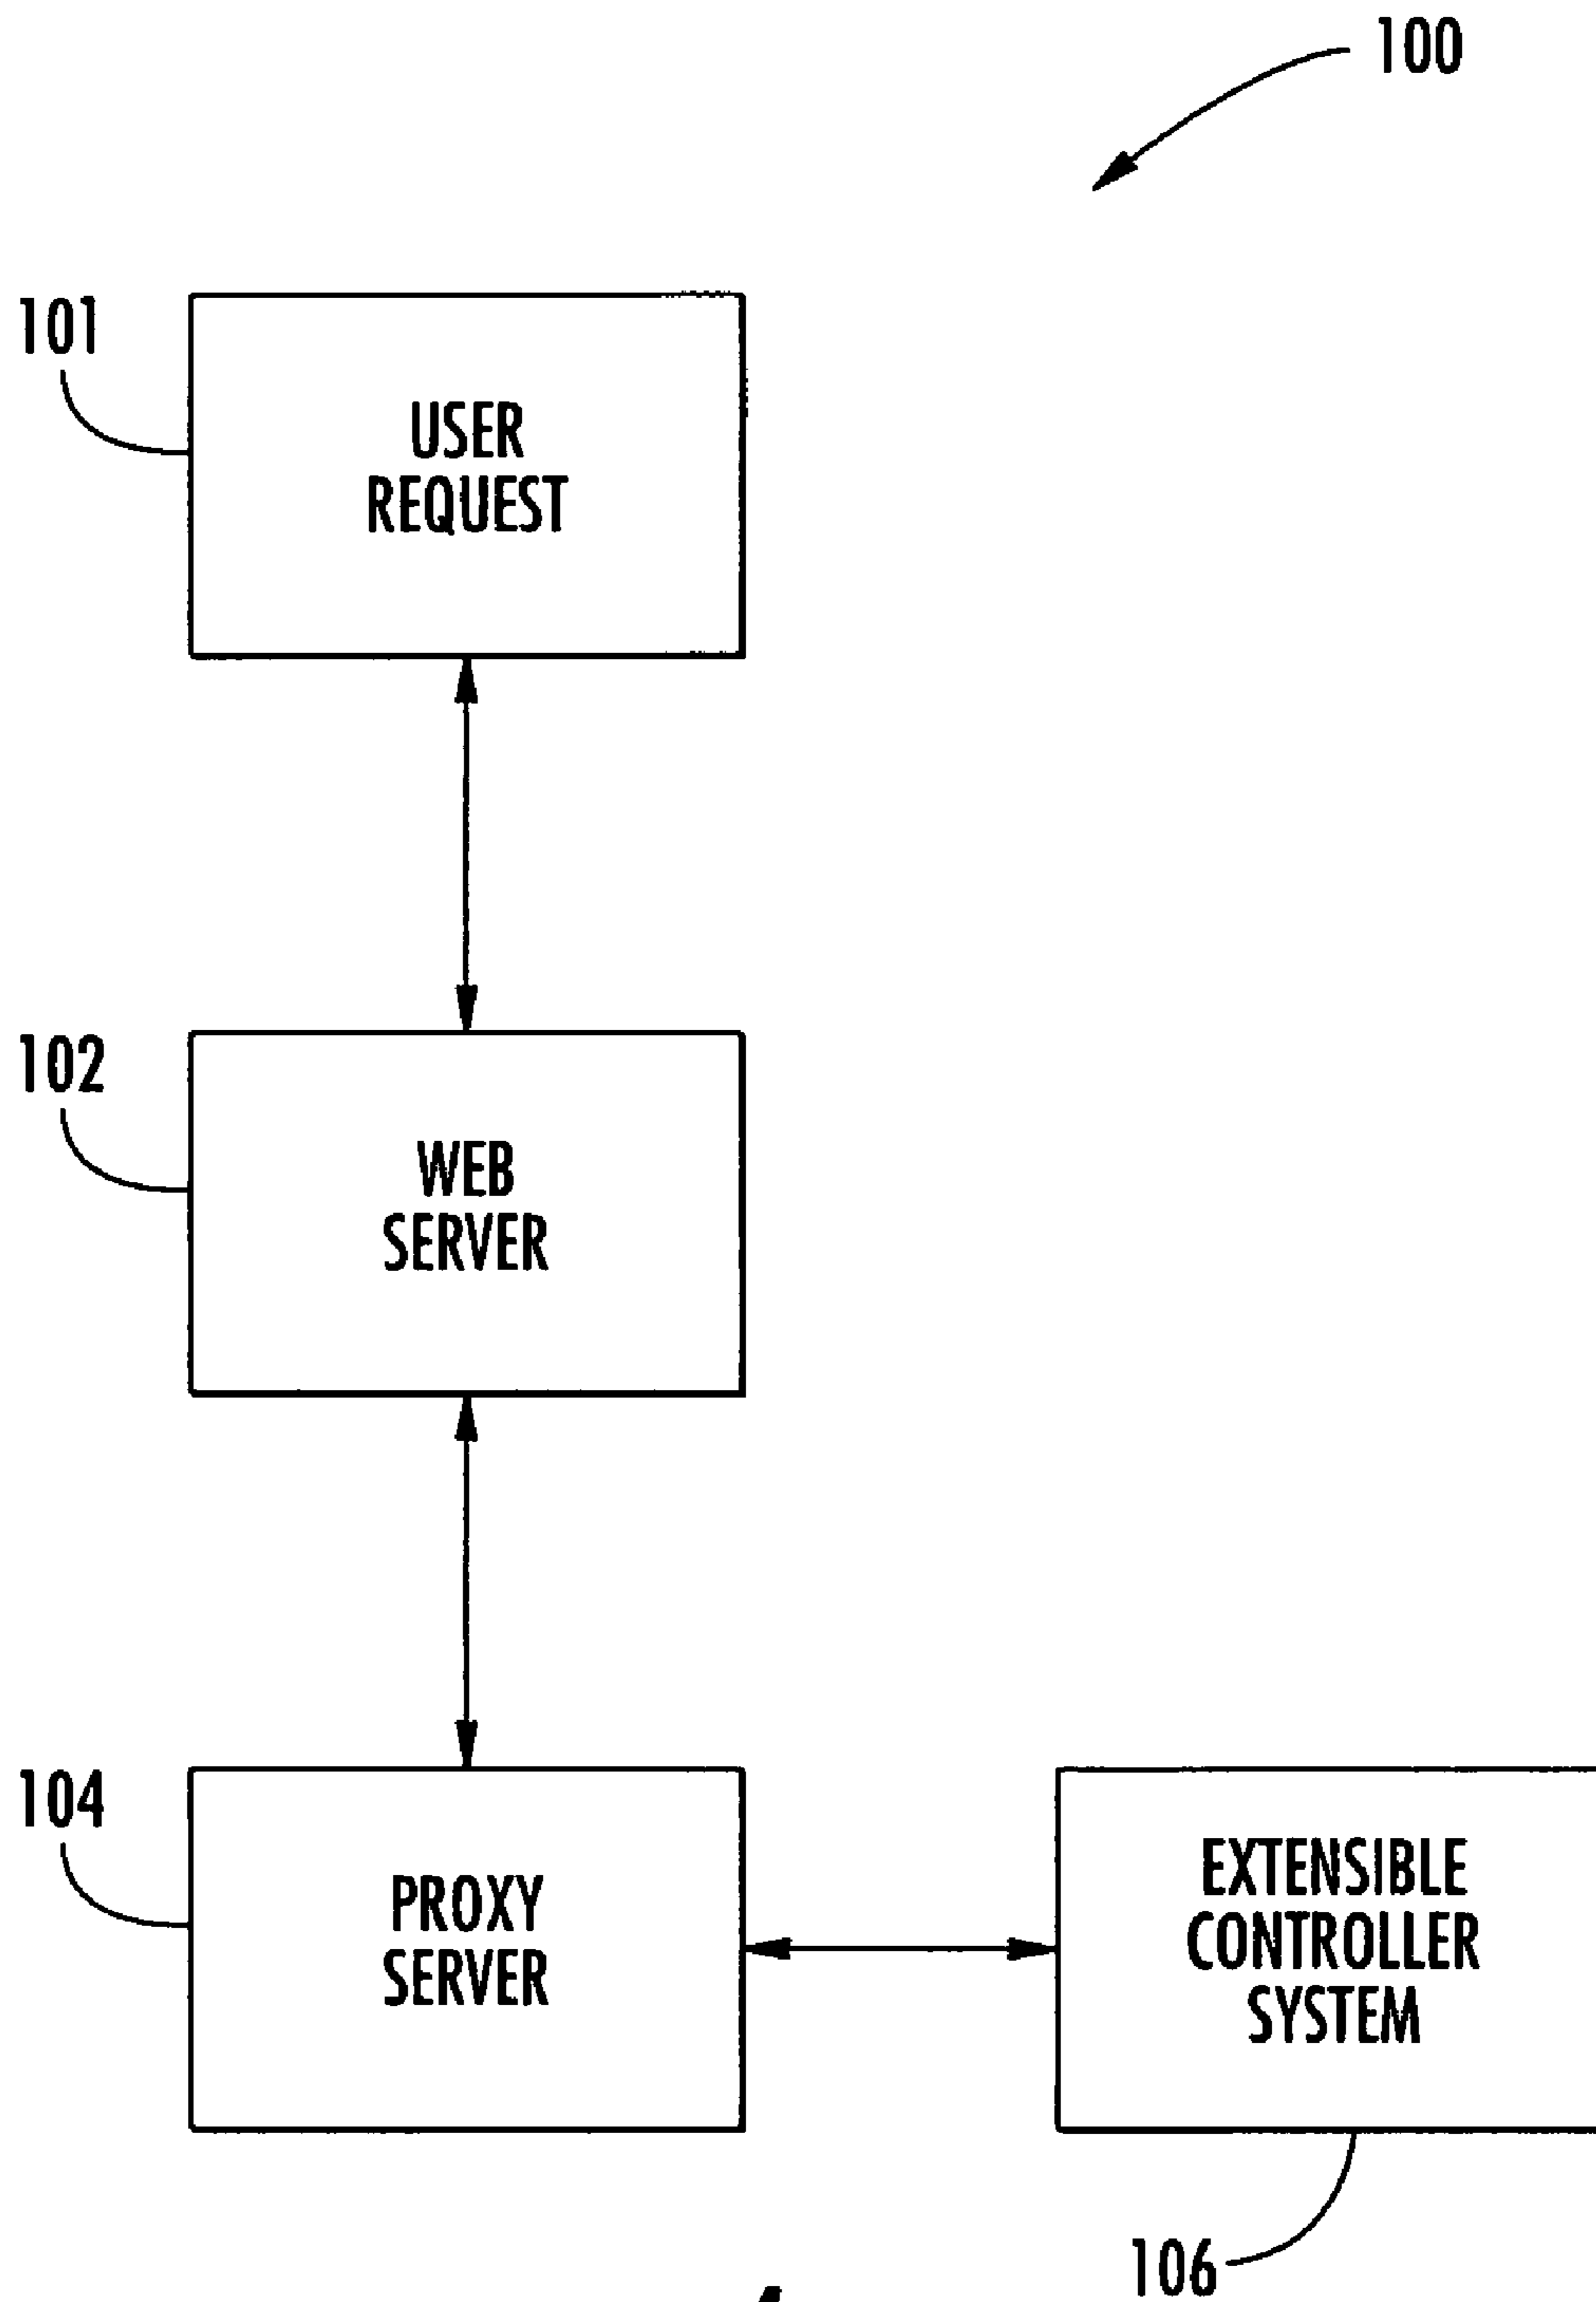 100
101
USER
REQUEST
102
WEB
SERVER
104
PROXY
SERVER
EXTENSIBLE
CONTROLLER
SYSTEM
106